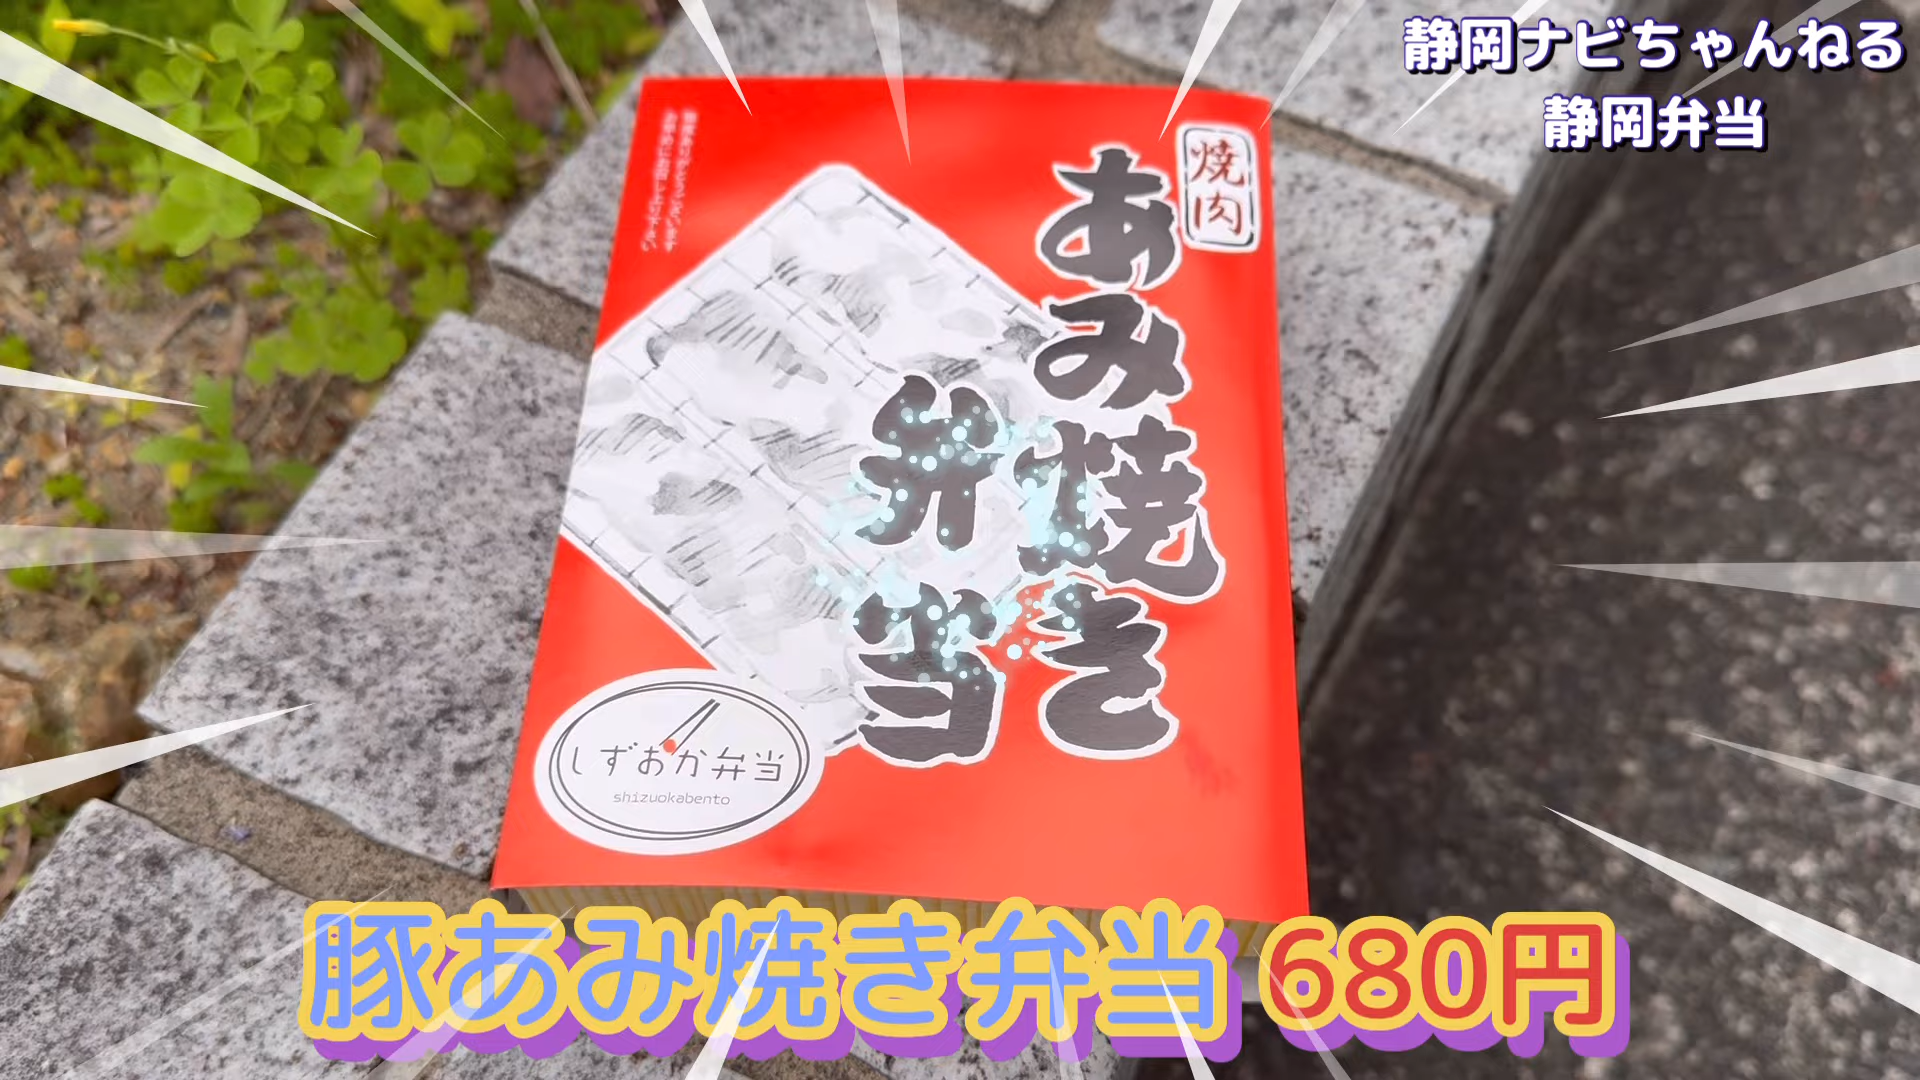 静岡ナビちゃんねる
静岡弁当
焼肉
あみ焼き
弁当
しずおか弁当
shizuokabento
豚あみ焼き弁当 680円